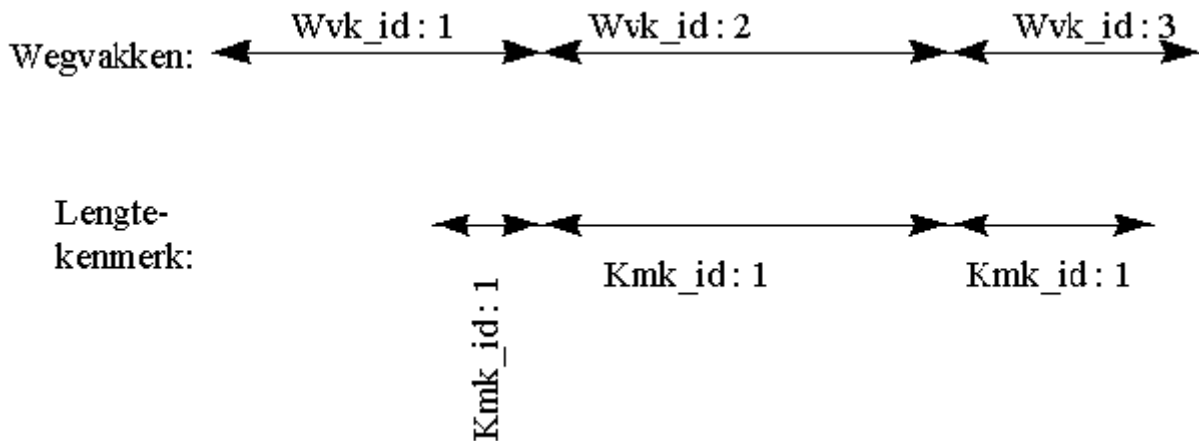 Wvk_id : 1
Wvk_id : 2
Wvk_id : 3
Wegvakken:
Lengte-
kenmerk:
Kmk_id : 1
Kmk_id : 1
Kmk_id : 1